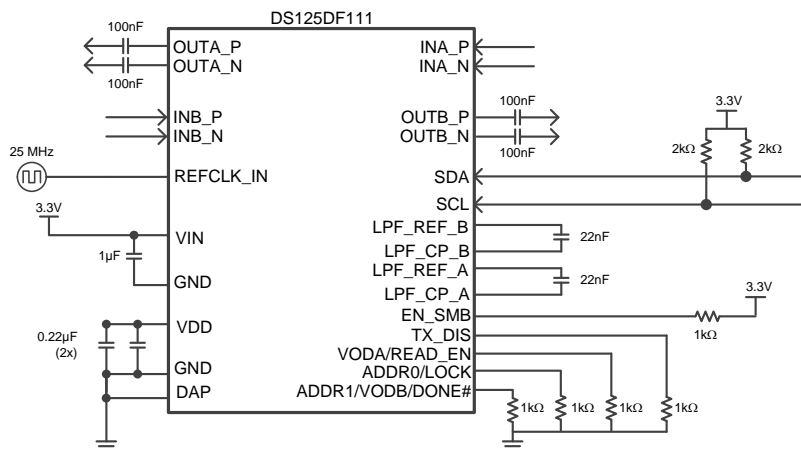 DS125DF111
100nF
OUTA_P
OUTA_N
100nF
INA_P
INA_N
INB_P
INB_N
100nF
OUTB_P
OUTB_N
100nF
3.3V
2kΩ
2kΩ
25 MHz
REFCLK_IN
SDA
SCL
3.3V
VIN
1µF
GND
LPF_REF_B
22nF
LPF_CP_B
LPF_REF_A
22nF
LPF_CP_A
3.3V
EN_SMB
1kΩ
0.22µF
(2x)
VDD
GND
DAP
TX_DIS
VODA/READ_EN
ADDR0/LOCK
ADDR1/VODB/DONE#
1kΩ
1kΩ
1kΩ
1kΩ